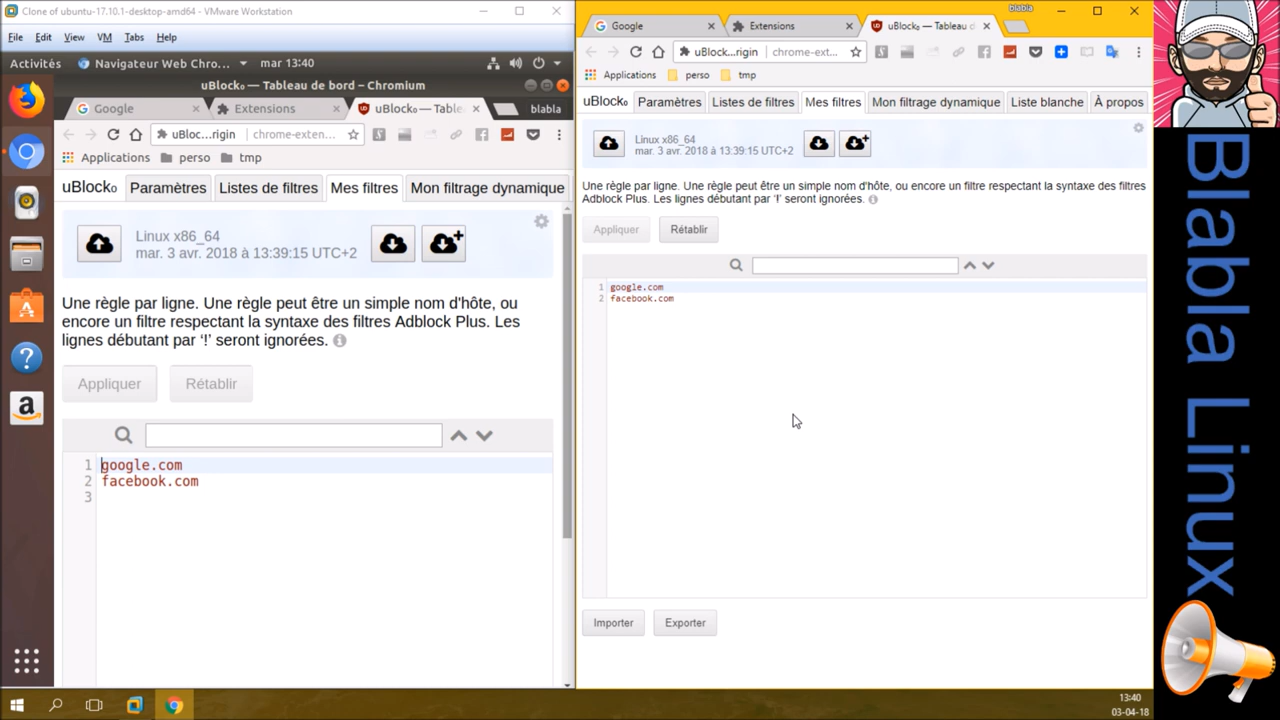 Clone of ubuntu-17.10.1-desktop-amd64 - VMware Workstation
File Edit View VM Tabs Help
Activités Navigateur Web Chro... mar 13:40
uBlock₀ — Tableau de bord – Chromium
Google Extensions uBlock₀ — Table blabla
uBloc...rigin chrome-exten...
Applications perso tmp
uBlock₀ Paramètres Listes de filtres Mes filtres Mon filtrage dynamique
Linux x86_64
mar. 3 avr. 2018 à 13:39:15 UTC+2
Une règle par ligne. Une règle peut être un simple nom d'hôte, ou
encore un filtre respectant la syntaxe des filtres Adblock Plus. Les
lignes débutant par ‘!’ seront ignorées.
Appliquer Rétablir
1 google.com
2 facebook.com
3
blabla
Google Extensions uBlock₀ — Tableau d
uBlock...rigin chrome-ext...
Applications perso tmp
uBlock₀ Paramètres Listes de filtres Mes filtres Mon filtrage dynamique Liste blanche À propos
Linux x86_64
mar. 3 avr. 2018 à 13:39:15 UTC+2
Une règle par ligne. Une règle peut être un simple nom d'hôte, ou encore un filtre respectant la syntaxe des filtres
Adblock Plus. Les lignes débutant par ‘!’ seront ignorées.
Appliquer Rétablir
1 google.com
2 facebook.com
Importer Exporter
Blabla Linux
13:40
03-04-18